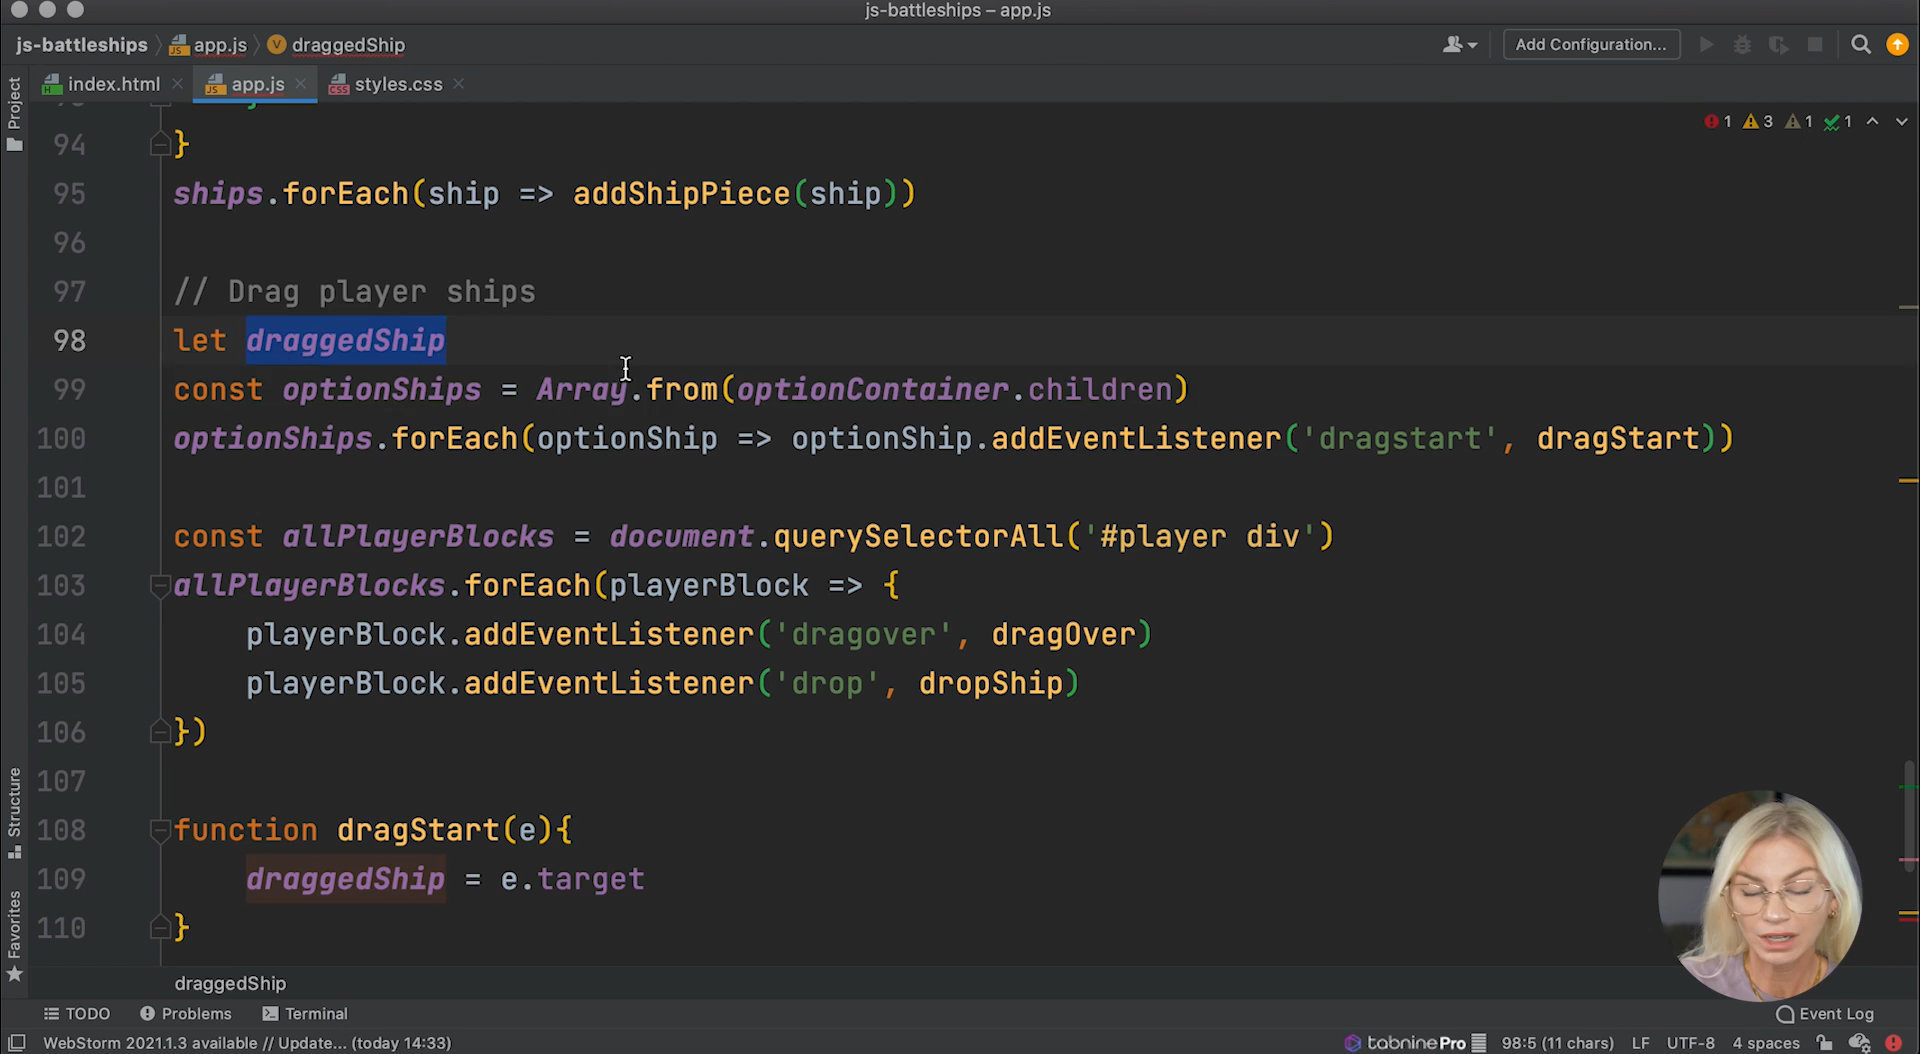 js-battleships – app.js
js-battleships app.js draggedShip
Add Configuration...
index.html app.js styles.css
Project
1 3 1 1
94 }
95 ships.forEach(ship => addShipPiece(ship))
96
97 // Drag player ships
98 let draggedShip
99 const optionShips = Array.from(optionContainer.children)
100 optionShips.forEach(optionShip => optionShip.addEventListener('dragstart', dragStart))
101
102 const allPlayerBlocks = document.querySelectorAll('#player div')
103 allPlayerBlocks.forEach(playerBlock => {
104 playerBlock.addEventListener('dragover', dragOver)
105 playerBlock.addEventListener('drop', dropShip)
106 })
107
108 function dragStart(e){
109 draggedShip = e.target
110 }
Structure
Favorites
draggedShip
TODO Problems Terminal Event Log
WebStorm 2021.1.3 available // Update... (today 14:33) tabninePro 98:5 (11 chars) LF UTF-8 4 spaces